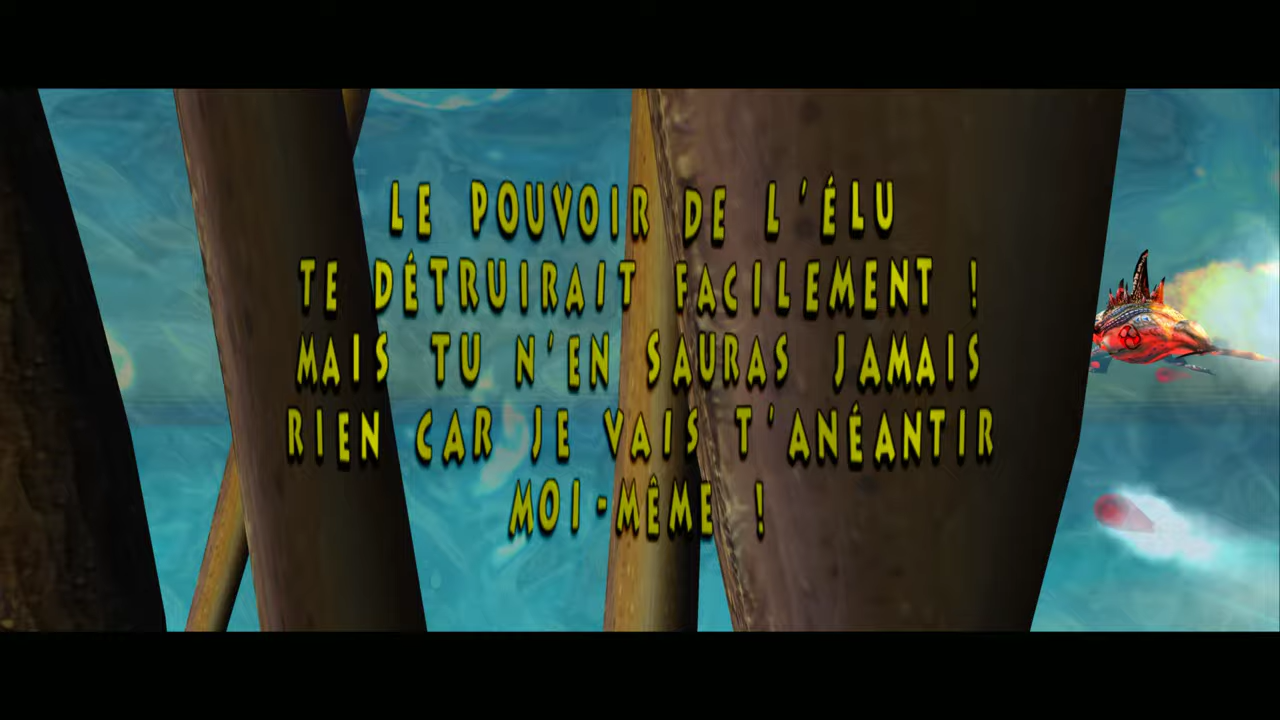 LE POUVOIR DE L'ÉLU
TE DÉTRUIRAIT FACILEMENT !
MAIS TU N'EN SAURAS JAMAIS
RIEN CAR JE VAIS T'ANÉANTIR
MOI-MÊME !